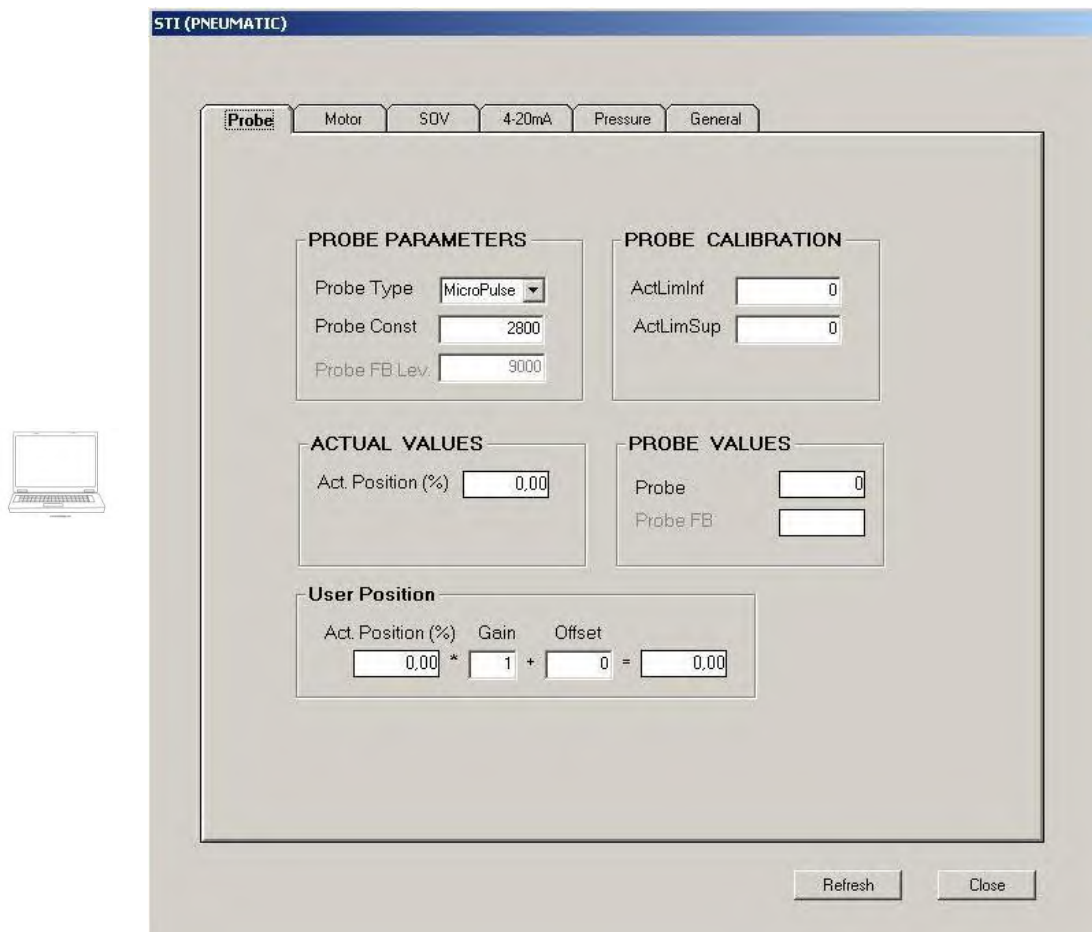 STI (PNEUMATIC)
Probe Motor SOV 4-20mA Pressure General
PROBE PARAMETERS
Probe Type MicroPulse
Probe Const 2800
Probe FB Lev. 9000
PROBE CALIBRATION
ActLimInf 0
ActLimSup 0
ACTUAL VALUES
Act. Position (%) 0,00
PROBE VALUES
Probe 0
Probe FB
User Position
Act. Position (%) Gain Offset
0,00 * 1 + 0 = 0,00
Refresh Close